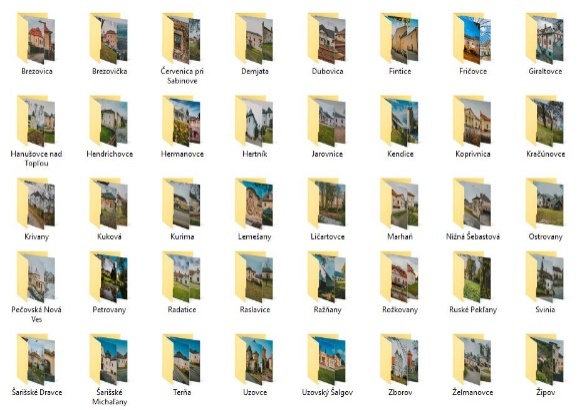 Brezovica
Brezovička
Červenica pri
Sabinove
Demjata
Dubovica
Fintice
Fričovce
Giraltovce
Hanušovce nad
Topľou
Hendrichovce
Hermanovce
Hertník
Jarovnice
Kendice
Koprivnica
Kračúnovce
Krivany
Kuková
Kurima
Lemešany
Ličartovce
Marhaň
Nižná Šebastová
Ostrovany
Pečovská Nová
Ves
Petrovany
Radatice
Raslavice
Ražňany
Rožkovany
Ruské Pekľany
Svinia
Šarišské Dravce
Šarišské
Michaľany
Terňa
Uzovce
Uzovský Šalgov
Zborov
Želmanovce
Žipov